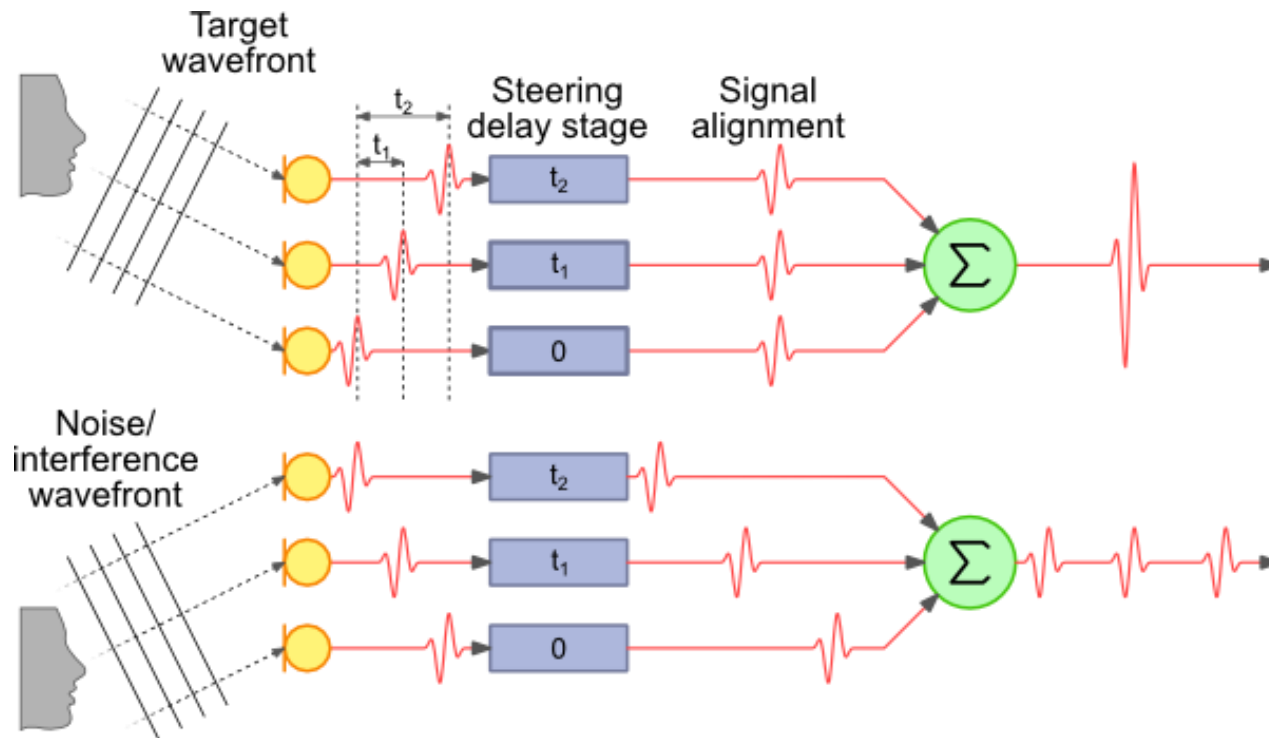 Target
wavefront
t₂
t₁
Steering
delay stage
Signal
alignment
t₂
t₁
0
Σ
Noise/
interference
wavefront
t₂
t₁
0
Σ